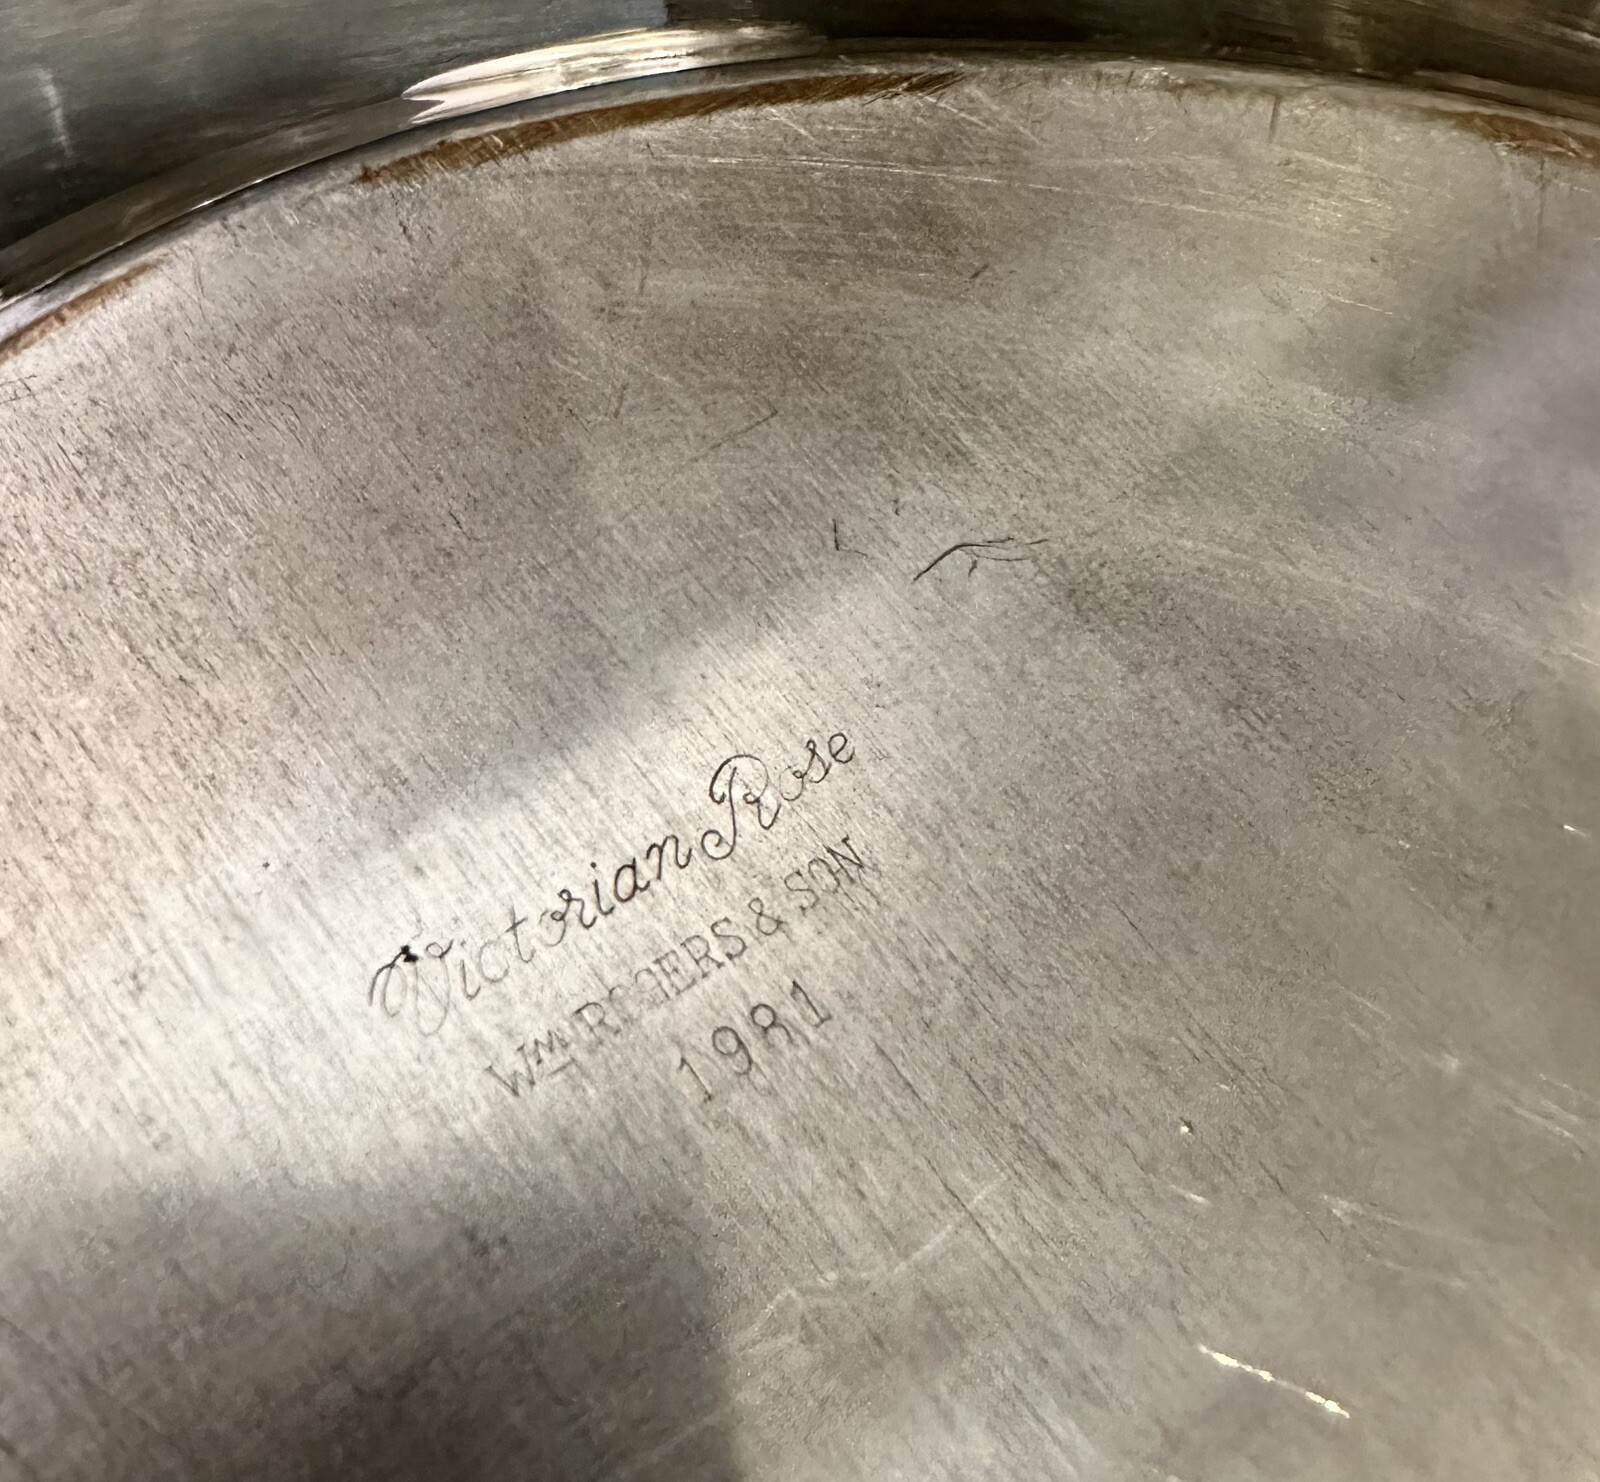 Victorian Rose
WM ROGERS & SON
1981